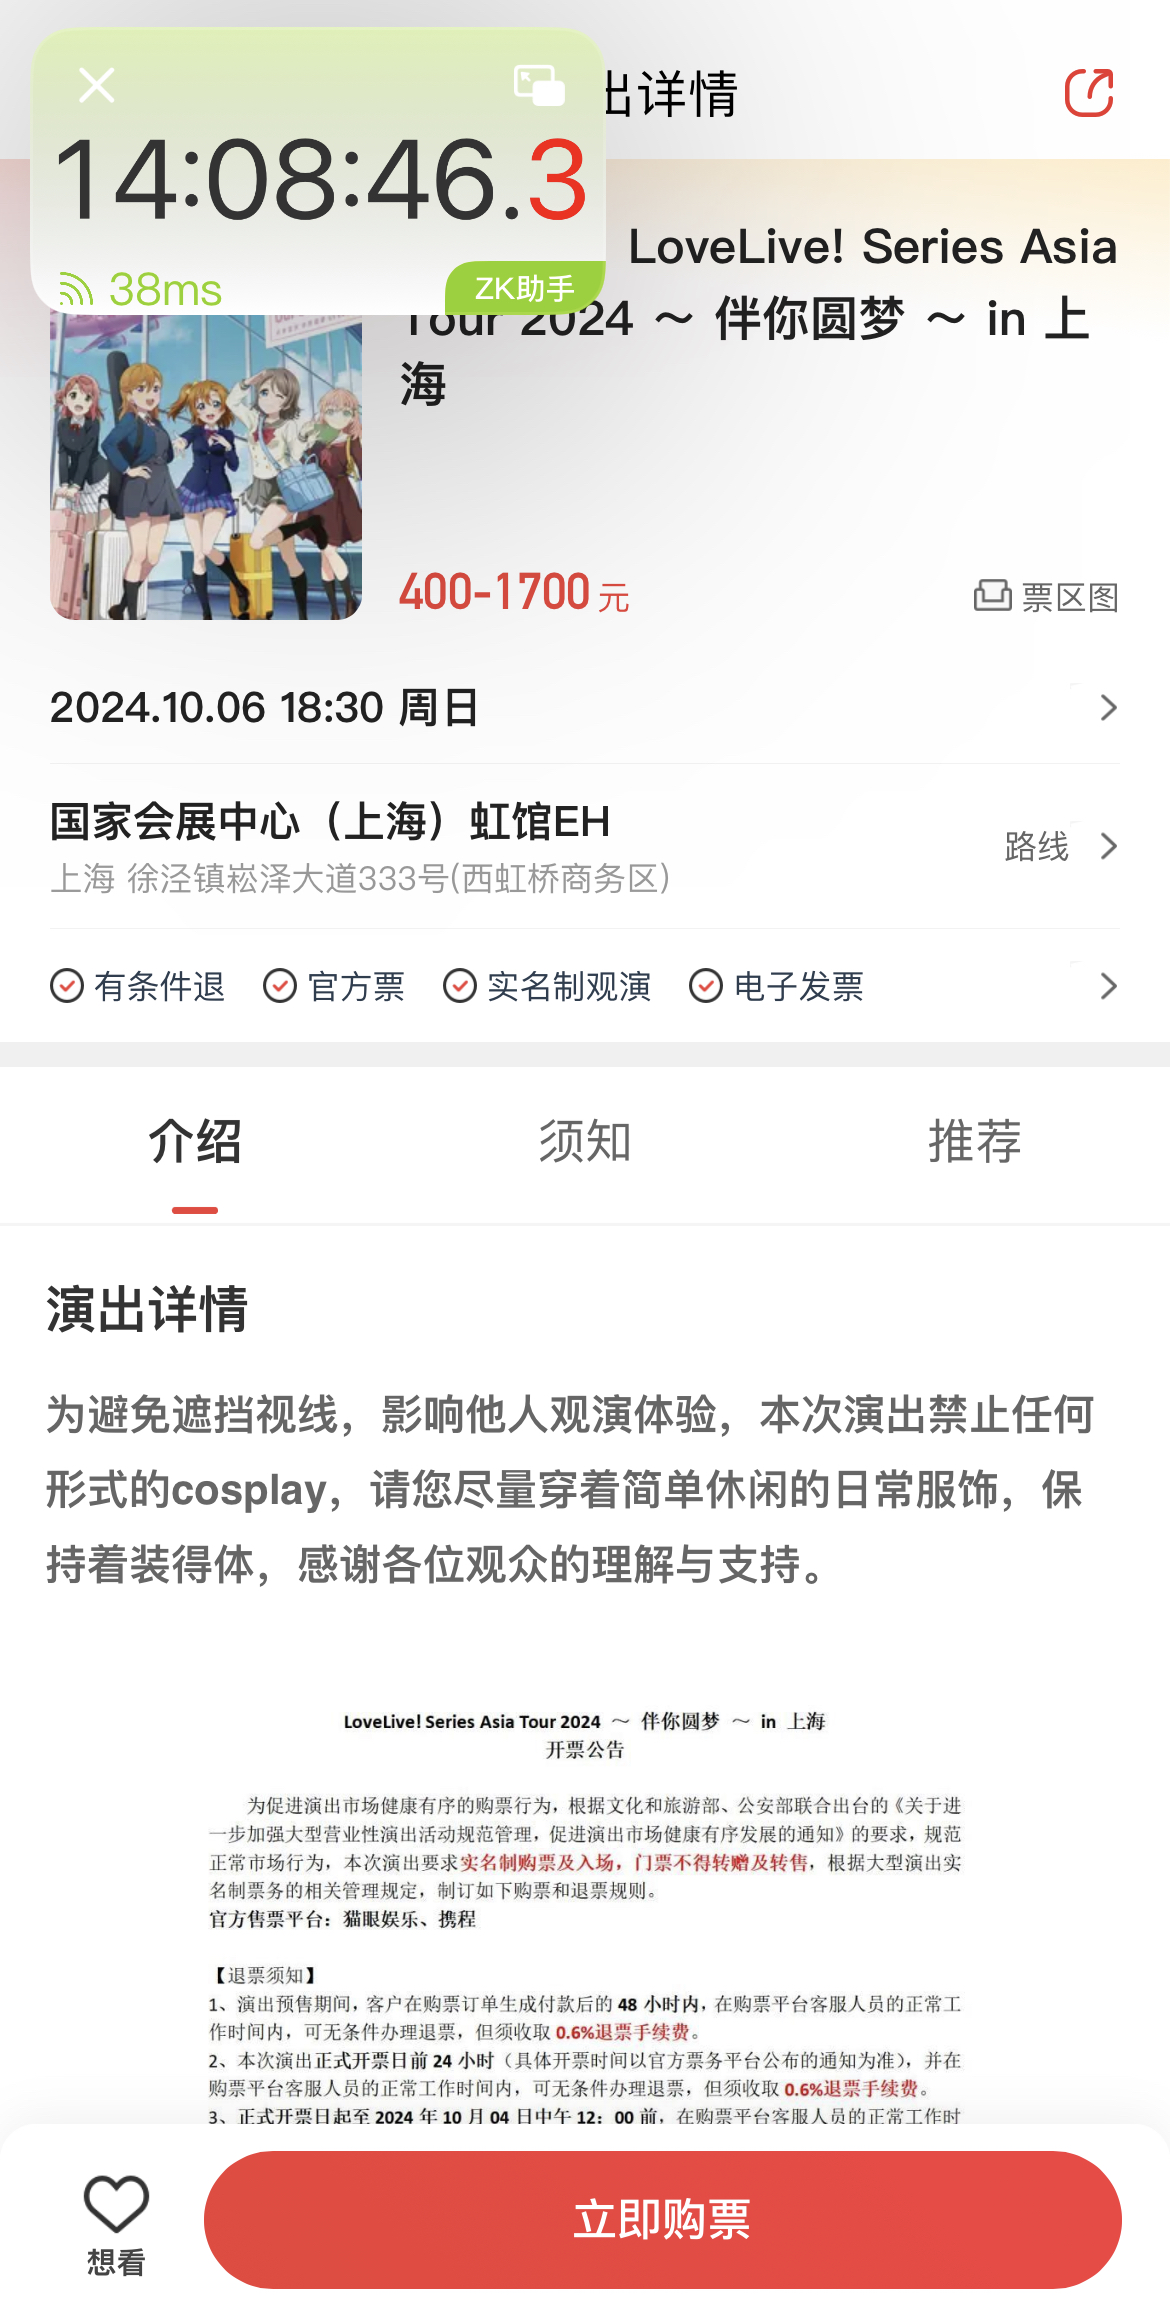 出详情
14:08:46.3
38ms
ZK助手
LoveLive! Series Asia
Tour 2024 ～ 伴你圆梦 ～ in 上
海
400-1700 元
票区图
2024.10.06 18:30 周日
国家会展中心（上海）虹馆EH
上海 徐泾镇崧泽大道333号(西虹桥商务区)
路线
有条件退 官方票 实名制观演 电子发票
介绍 须知 推荐
演出详情
为避免遮挡视线，影响他人观演体验，本次演出禁止任何
形式的cosplay，请您尽量穿着简单休闲的日常服饰，保
持着装得体，感谢各位观众的理解与支持。
LoveLive! Series Asia Tour 2024 ～ 伴你圆梦 ～ in 上海
开票公告
为促进演出市场健康有序的购票行为，根据文化和旅游部、公安部联合出台的《关于进
一步加强大型营业性演出活动规范管理，促进演出市场健康有序发展的通知》的要求，规范
正常市场行为，本次演出要求实名制购票及入场，门票不得转赠及转售，根据大型演出实
名制票务的相关管理规定，制订如下购票和退票规则。
官方售票平台：猫眼娱乐、携程
【退票须知】
1、演出预售期间，客户在购票订单生成付款后的 48 小时内，在购票平台客服人员的正常工
作时间内，可无条件办理退票，但须收取 0.6%退票手续费。
2、本次演出正式开票日前 24 小时（具体开票时间以官方票务平台公布的通知为准），并在
购票平台客服人员的正常工作时间内，可无条件办理退票，但须收取 0.6%退票手续费。
3、正式开票日起至 2024 年 10 月 04 日中午 12：00 前，在购票平台客服人员的正常工作时
想看
立即购票